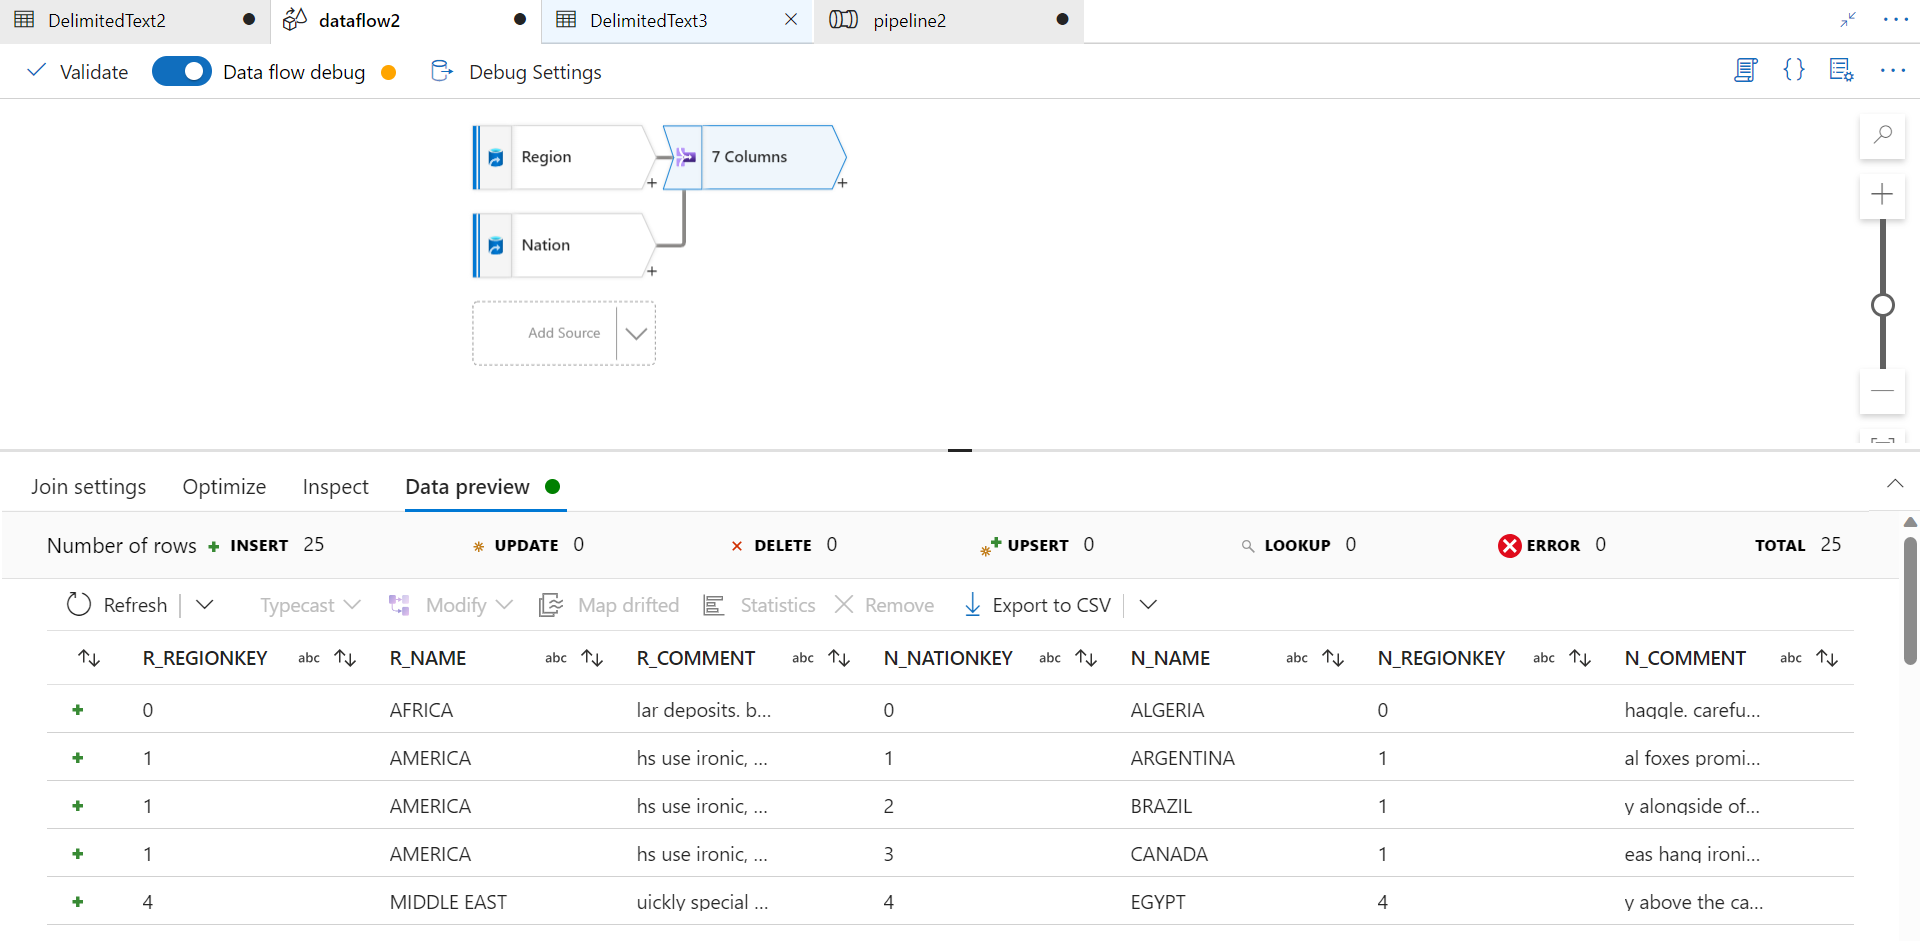 DelimitedText2 dataflow2 DelimitedText3 pipeline2
Validate Data flow debug Debug Settings
Region 7 Columns
Nation
Add Source
Join settings Optimize Inspect Data preview
Number of rows INSERT 25 UPDATE 0 DELETE 0 UPSERT 0 LOOKUP 0 ERROR 0 TOTAL 25
Refresh Typecast Modify Map drifted Statistics Remove Export to CSV
R_REGIONKEY abc R_NAME abc R_COMMENT abc N_NATIONKEY abc N_NAME abc N_REGIONKEY abc N_COMMENT abc
0 AFRICA lar deposits. b... 0 ALGERIA 0 haggle. carefu...
1 AMERICA hs use ironic, ... 1 ARGENTINA 1 al foxes promi...
1 AMERICA hs use ironic, ... 2 BRAZIL 1 y alongside of...
1 AMERICA hs use ironic, ... 3 CANADA 1 eas hang ironi...
4 MIDDLE EAST uickly special ... 4 EGYPT 4 y above the ca...